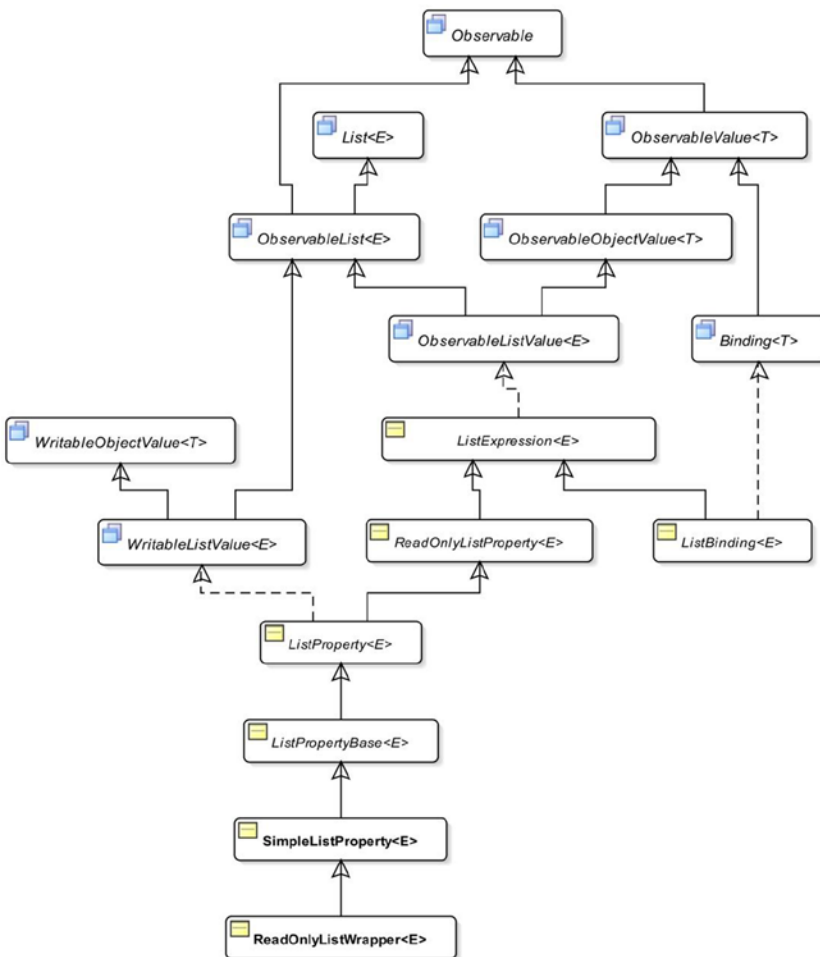 Observable
List<E>
ObservableValue<T>
ObservableList<E>
ObservableObjectValue<T>
ObservableListValue<E>
Binding<T>
WritableObjectValue<T>
ListExpression<E>
WritableListValue<E>
ReadOnlyListProperty<E>
ListBinding<E>
ListProperty<E>
ListPropertyBase<E>
SimpleListProperty<E>
ReadOnlyListWrapper<E>